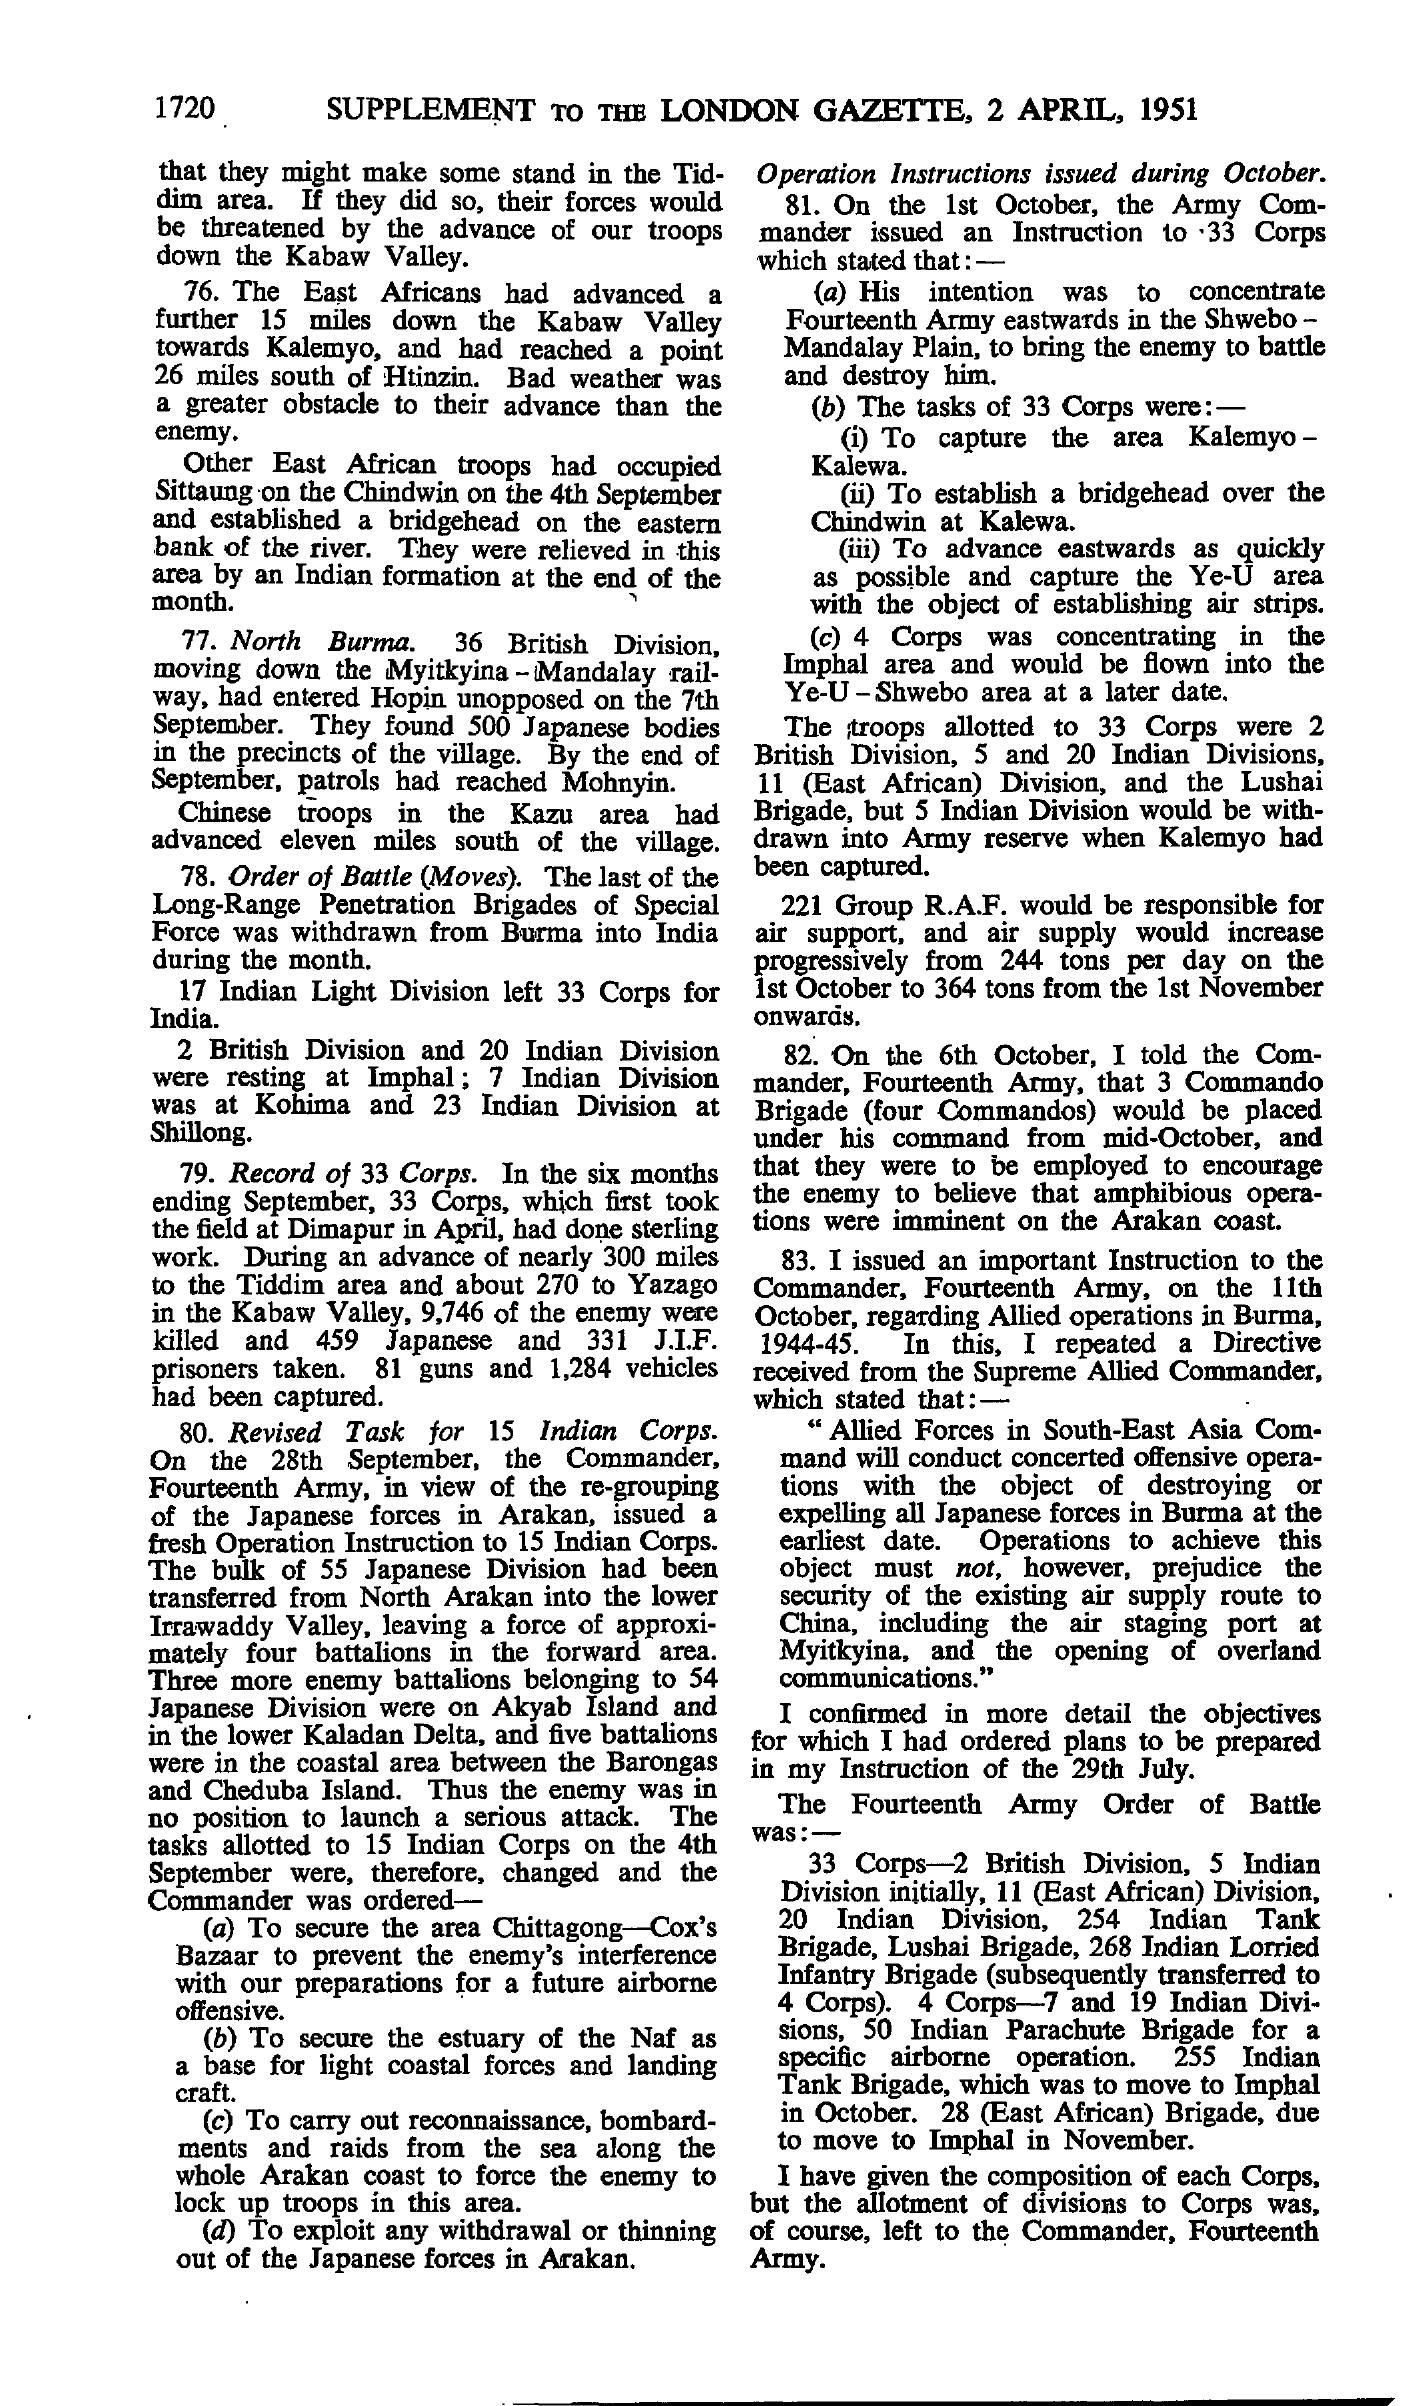 1720 SUPPLEMENT TO THE LONDON GAZETTE, 2 APRIL, 1951
that they might make some stand in the Tid-
dim area. If they did so, their forces would
be threatened by the advance of our troops
down the Kabaw Valley.
76. The East Africans had advanced a
further 15 miles down the Kabaw Valley
towards Kalemyo, and had reached a point
26 miles south of Htinzin. Bad weather was
a greater obstacle to their advance than the
enemy.
Other East African troops had occupied
Sittaung on the Chindwin on the 4th September
and established a bridgehead on the eastern
bank of the river. They were relieved in this
area by an Indian formation at the end of the
month.
77. North Burma. 36 British Division,
moving down the Myitkyina – Mandalay rail-
way, had entered Hopin unopposed on the 7th
September. They found 500 Japanese bodies
in the precincts of the village. By the end of
September, patrols had reached Mohnyin.
Chinese troops in the Kazu area had
advanced eleven miles south of the village.
78. Order of Battle (Moves). The last of the
Long-Range Penetration Brigades of Special
Force was withdrawn from Burma into India
during the month.
17 Indian Light Division left 33 Corps for
India.
2 British Division and 20 Indian Division
were resting at Imphal; 7 Indian Division
was at Kohima and 23 Indian Division at
Shillong.
79. Record of 33 Corps. In the six months
ending September, 33 Corps, which first took
the field at Dimapur in April, had done sterling
work. During an advance of nearly 300 miles
to the Tiddim area and about 270 to Yazago
in the Kabaw Valley, 9,746 of the enemy were
killed and 459 Japanese and 331 J.I.F.
prisoners taken. 81 guns and 1,284 vehicles
had been captured.
80. Revised Task for 15 Indian Corps.
On the 28th September, the Commander,
Fourteenth Army, in view of the re-grouping
of the Japanese forces in Arakan, issued a
fresh Operation Instruction to 15 Indian Corps.
The bulk of 55 Japanese Division had been
transferred from North Arakan into the lower
Irrawaddy Valley, leaving a force of approxi-
mately four battalions in the forward area.
Three more enemy battalions belonging to 54
Japanese Division were on Akyab Island and
in the lower Kaladan Delta, and five battalions
were in the coastal area between the Barongas
and Cheduba Island. Thus the enemy was in
no position to launch a serious attack. The
tasks allotted to 15 Indian Corps on the 4th
September were, therefore, changed and the
Commander was ordered—
(a) To secure the area Chittagong—Cox's
Bazaar to prevent the enemy's interference
with our preparations for a future airborne
offensive.
(b) To secure the estuary of the Naf as
a base for light coastal forces and landing
craft.
(c) To carry out reconnaissance, bombard-
ments and raids from the sea along the
whole Arakan coast to force the enemy to
lock up troops in this area.
(d) To exploit any withdrawal or thinning
out of the Japanese forces in Arakan.
Operation Instructions issued during October.
81. On the 1st October, the Army Com-
mander issued an Instruction to 33 Corps
which stated that:—
(a) His intention was to concentrate
Fourteenth Army eastwards in the Shwebo –
Mandalay Plain, to bring the enemy to battle
and destroy him.
(b) The tasks of 33 Corps were:—
(i) To capture the area Kalemyo –
Kalewa.
(ii) To establish a bridgehead over the
Chindwin at Kalewa.
(iii) To advance eastwards as quickly
as possible and capture the Ye-U area
with the object of establishing air strips.
(c) 4 Corps was concentrating in the
Imphal area and would be flown into the
Ye-U – Shwebo area at a later date.
The troops allotted to 33 Corps were 2
British Division, 5 and 20 Indian Divisions,
11 (East African) Division, and the Lushai
Brigade, but 5 Indian Division would be with-
drawn into Army reserve when Kalemyo had
been captured.
221 Group R.A.F. would be responsible for
air support, and air supply would increase
progressively from 244 tons per day on the
1st October to 364 tons from the 1st November
onwards.
82. On the 6th October, I told the Com-
mander, Fourteenth Army, that 3 Commando
Brigade (four Commandos) would be placed
under his command from mid-October, and
that they were to be employed to encourage
the enemy to believe that amphibious opera-
tions were imminent on the Arakan coast.
83. I issued an important Instruction to the
Commander, Fourteenth Army, on the 11th
October, regarding Allied operations in Burma,
1944-45. In this, I repeated a Directive
received from the Supreme Allied Commander,
which stated that:—
" Allied Forces in South-East Asia Com-
mand will conduct concerted offensive opera-
tions with the object of destroying or
expelling all Japanese forces in Burma at the
earliest date. Operations to achieve this
object must not, however, prejudice the
security of the existing air supply route to
China, including the air staging port at
Myitkyina, and the opening of overland
communications."
I confirmed in more detail the objectives
for which I had ordered plans to be prepared
in my Instruction of the 29th July.
The Fourteenth Army Order of Battle
was:—
33 Corps—2 British Division, 5 Indian
Division initially, 11 (East African) Division,
20 Indian Division, 254 Indian Tank
Brigade, Lushai Brigade, 268 Indian Lorried
Infantry Brigade (subsequently transferred to
4 Corps). 4 Corps—7 and 19 Indian Divi-
sions, 50 Indian Parachute Brigade for a
specific airborne operation. 255 Indian
Tank Brigade, which was to move to Imphal
in October. 28 (East African) Brigade, due
to move to Imphal in November.
I have given the composition of each Corps,
but the allotment of divisions to Corps was,
of course, left to the Commander, Fourteenth
Army.